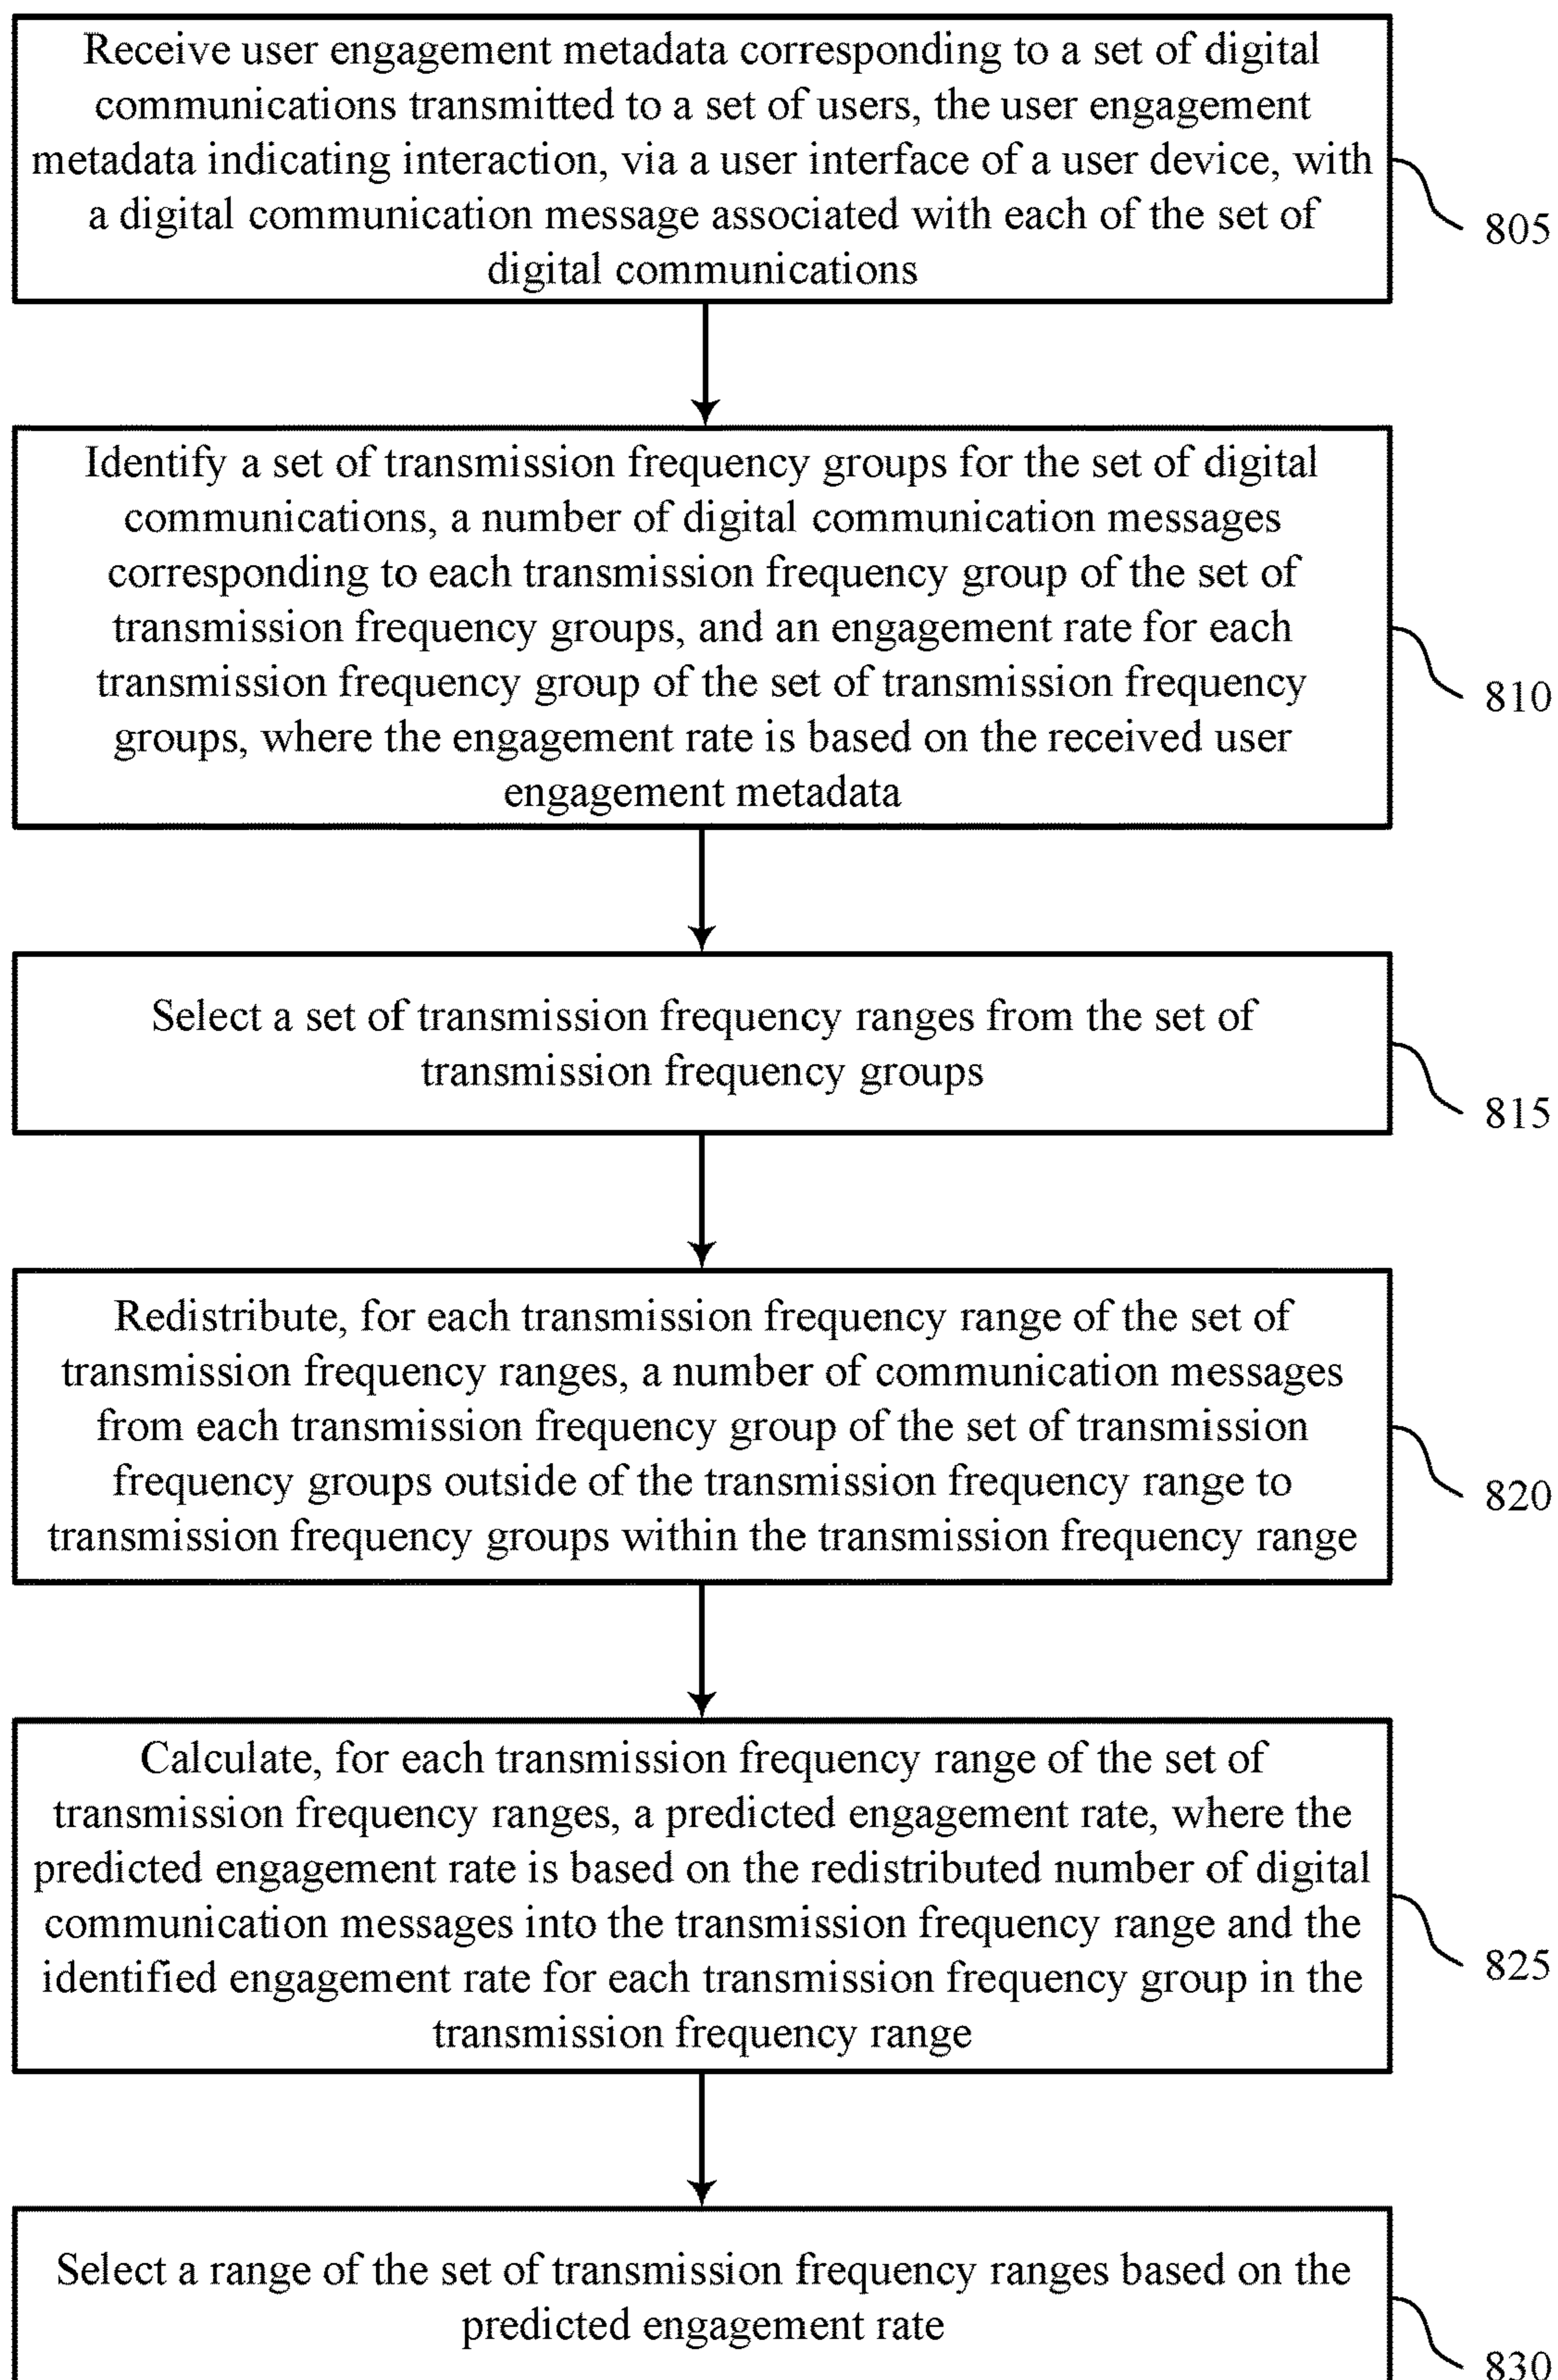 Receive user engagement metadata corresponding to a set of digital
communications transmitted to a set of users, the user engagement
metadata indicating interaction, via a user interface of a user device, with
a digital communication message associated with each of the set of
digital communications
805
Identify a set of transmission frequency groups for the set of digital
communications, a number of digital communication messages
corresponding to each transmission frequency group of the set of
transmission frequency groups, and an engagement rate for each
transmission frequency group of the set of transmission frequency
groups, where the engagement rate is based on the received user
engagement metadata
810
Select a set of transmission frequency ranges from the set of
transmission frequency groups
815
Redistribute, for each transmission frequency range of the set of
transmission frequency ranges, a number of communication messages
from each transmission frequency group of the set of transmission
frequency groups outside of the transmission frequency range to
transmission frequency groups within the transmission frequency range
820
Calculate, for each transmission frequency range of the set of
transmission frequency ranges, a predicted engagement rate, where the
predicted engagement rate is based on the redistributed number of digital
communication messages into the transmission frequency range and the
identified engagement rate for each transmission frequency group in the
transmission frequency range
825
Select a range of the set of transmission frequency ranges based on the
predicted engagement rate
830